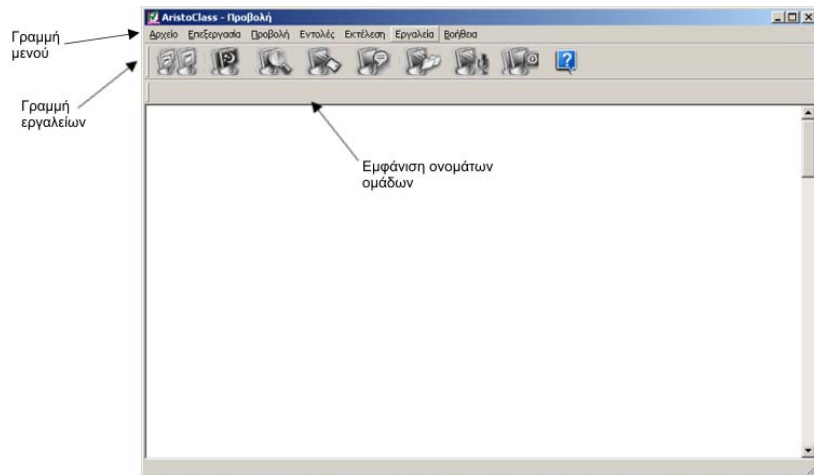 AristoClass - Προβολή
Γραμμή
μενού
Αρχείο Επεξεργασία Προβολή Εντολές Εκτέλεση Εργαλεία Βοήθεια
Γραμμή
εργαλείων
Εμφάνιση ονομάτων
ομάδων